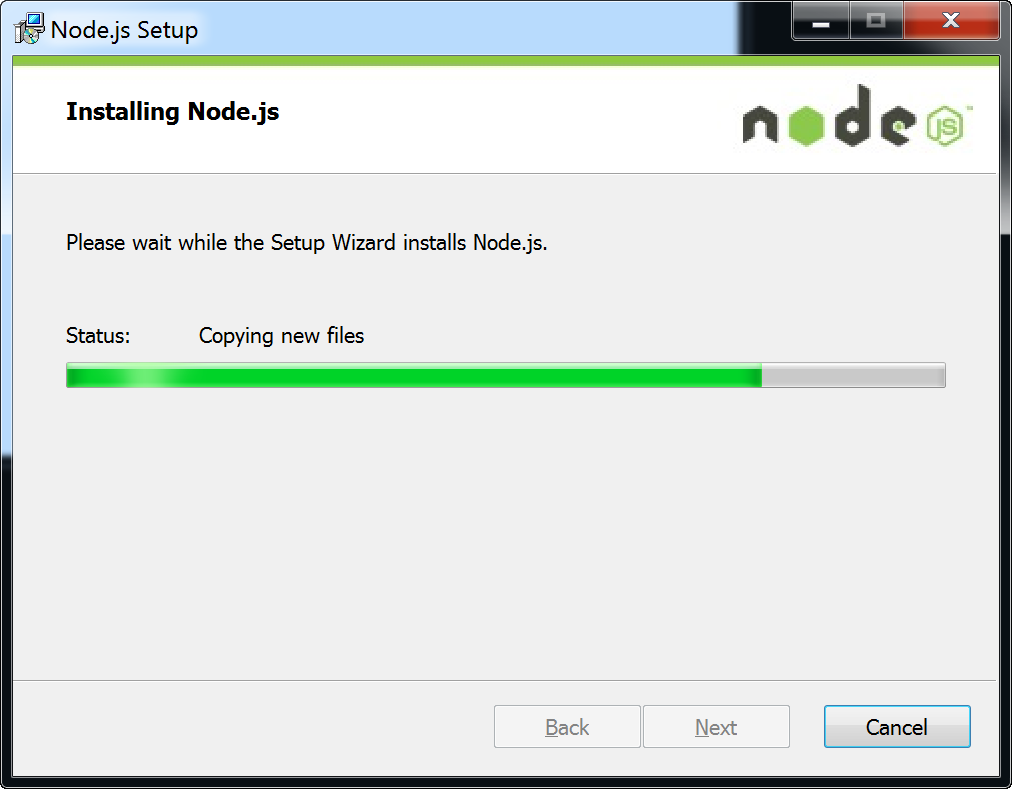 Node.js Setup
Installing Node.js
node JS™
Please wait while the Setup Wizard installs Node.js.
Status: Copying new files
Back Next Cancel